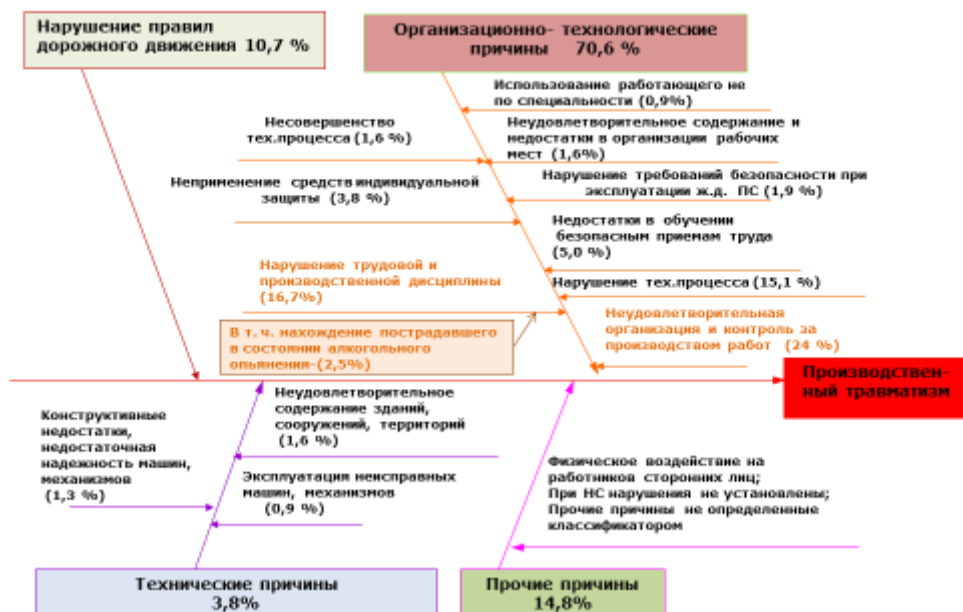 Нарушение правил
дорожного движения 10,7 %
Организационно- технологические
причины 70,6 %
Использование работающего не
по специальности (0,9%)
Несовершенство
тех.процесса (1,6 %)
Неудовлетворительное содержание и
недостатки в организации рабочих
мест (1,6%)
Неприменение средств индивидуальной
защиты (3,8 %)
Нарушение требований безопасности при
эксплуатации ж.д. ПС (1,9 %)
Недостатки в обучении
безопасным приемам труда
(5,0 %)
Нарушение трудовой и
производственной дисциплины
(16,7%)
Нарушение тех.процесса (15,1 %)
В т. ч. нахождение пострадавшего
в состоянии алкогольного
опьянения-(2,5%)
Неудовлетворительная
организация и контроль за
производством работ (24 %)
Производствен-
ный травматизм
Конструктивные
недостатки,
недостаточная
надежность машин,
механизмов
(1,3 %)
Неудовлетворительное
содержание зданий,
сооружений, территорий
(1,6 %)
Эксплуатация неисправных
машин, механизмов
(0,9 %)
Физическое воздействие на
работников сторонних лиц;
При НС нарушения не установлены;
Прочие причины не определенные
классификатором
Технические причины
3,8%
Прочие причины
14,8%